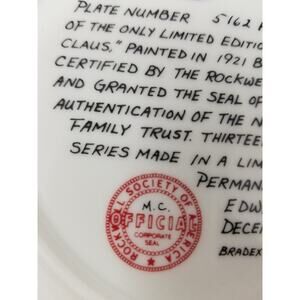 PLATE NUMBER 5162
OF THE ONLY LIMITED EDITIO
CLAUS," PAINTED IN 1921 B
CERTIFIED BY THE ROCKWE
AND GRANTED THE SEAL OF
AUTHENTICATION OF THE N
FAMILY TRUST. THIRTEE
SERIES MADE IN A LIM
PERMAN
EDW
DECE
BRADEX
ROCKWELL SOCIETY OF AMERICA
M.C.
OFFICIAL
CORPORATE
SEAL